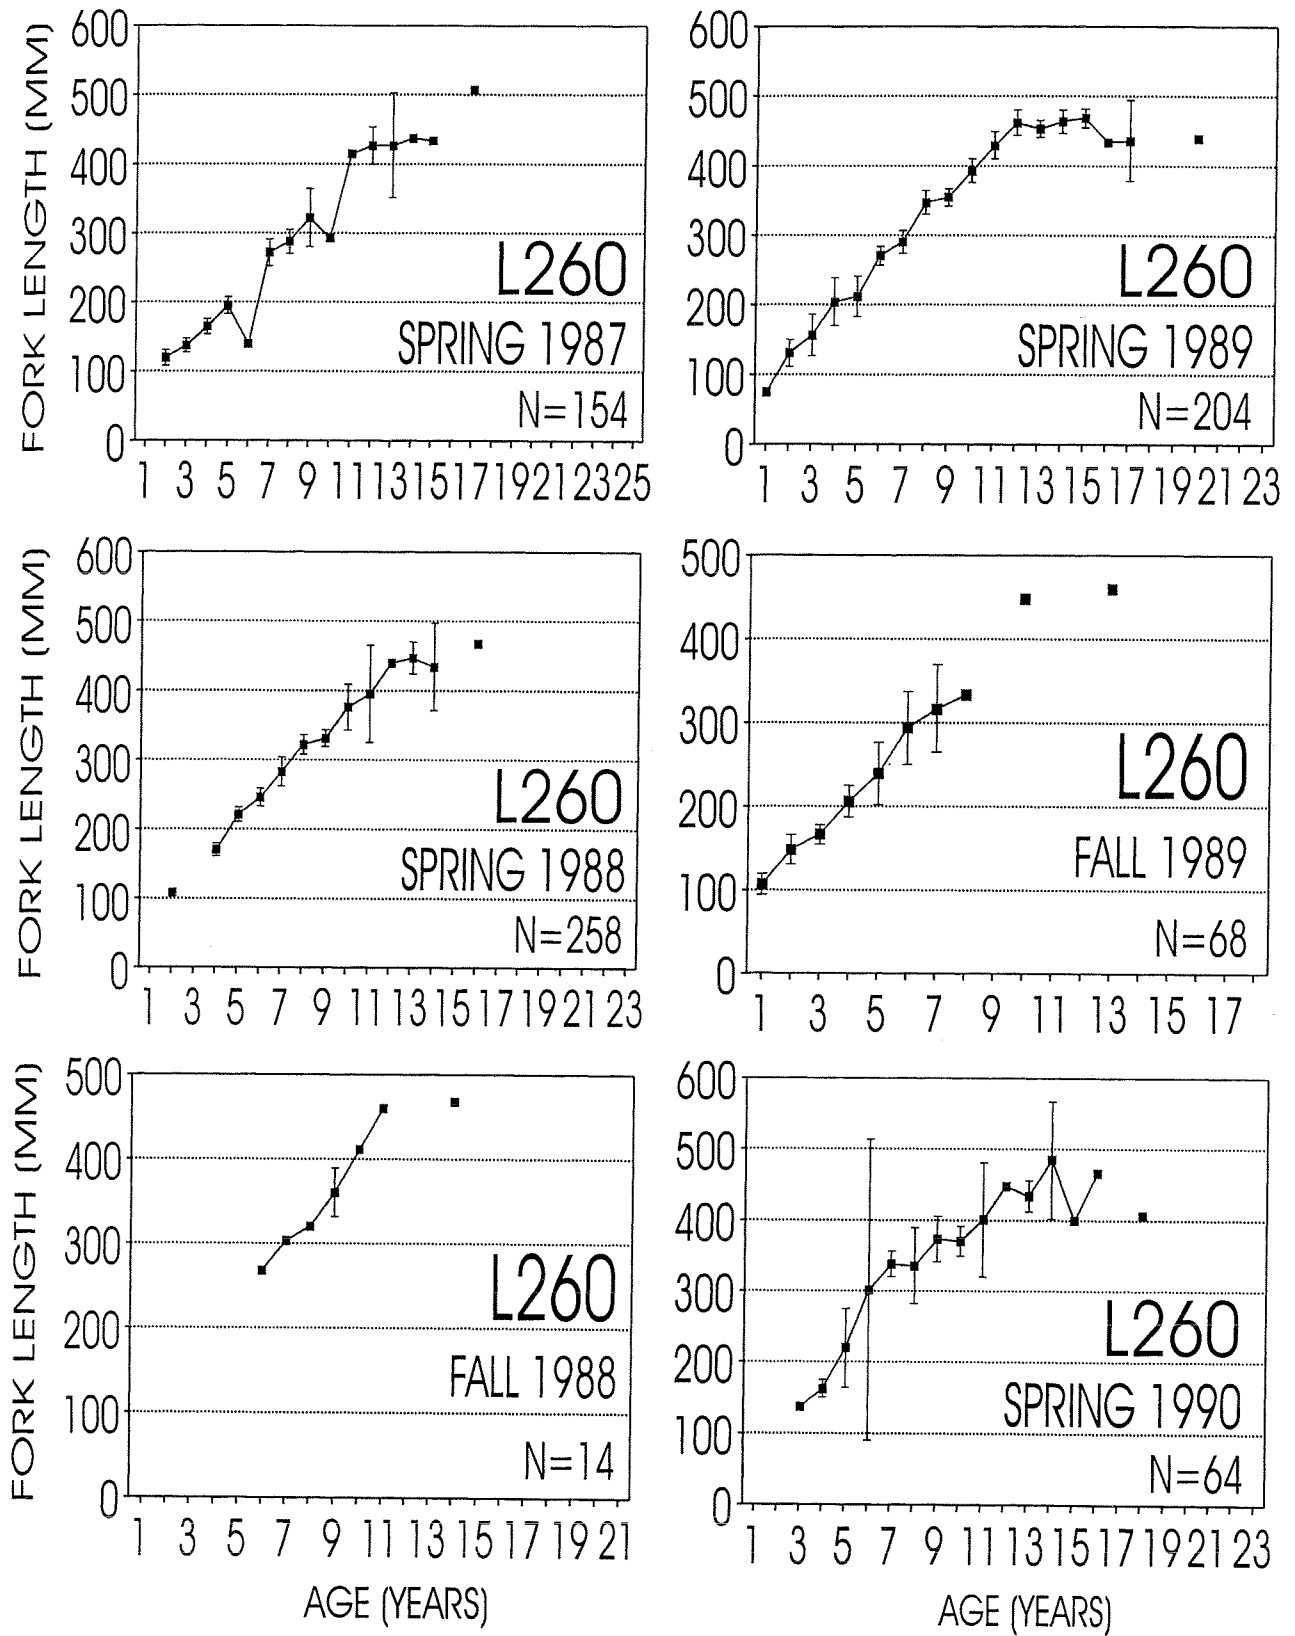 FORK LENGTH (MM)
600
500
400
300
200
100
0
L260
SPRING 1987
N=154
1 3 5 7 9 11 13 15 17 19 21 23 25
600
500
400
300
200
100
0
L260
SPRING 1989
N=204
1 3 5 7 9 11 13 15 17 19 21 23
FORK LENGTH (MM)
600
500
400
300
200
100
0
L260
SPRING 1988
N=258
1 3 5 7 9 11 13 15 17 19 21 23
500
400
300
200
100
0
L260
FALL 1989
N=68
1 3 5 7 9 11 13 15 17
FORK LENGTH (MM)
500
400
300
200
100
0
L260
FALL 1988
N=14
1 3 5 7 9 11 13 15 17 19 21
AGE (YEARS)
600
500
400
300
200
100
0
L260
SPRING 1990
N=64
1 3 5 7 9 11 13 15 17 19 21 23
AGE (YEARS)